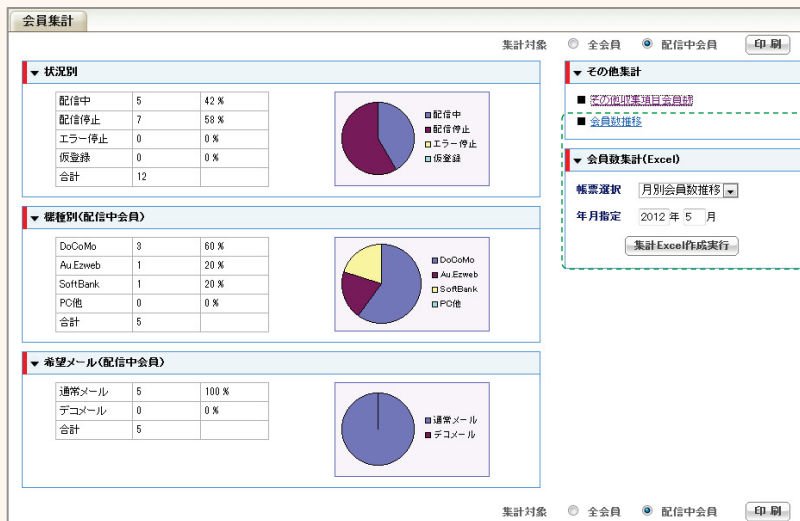 会員集計
集計対象 全会員 配信中会員 印刷
▼ 状況別
配信中 5 42 %
配信停止 7 58 %
エラー停止 0 0 %
仮登録 0 0 %
合計 12
配信中
配信停止
エラー停止
仮登録
▼ 機種別(配信中会員)
DoCoMo 3 60 %
Au.Ezweb 1 20 %
SoftBank 1 20 %
PC他 0 0 %
合計 5
DoCoMo
Au.Ezweb
SoftBank
PC他
▼ 希望メール(配信中会員)
通常メール 5 100 %
デコメール 0 0 %
合計 5
通常メール
デコメール
▼ その他集計
■ その他収集項目会員数
■ 会員数推移
▼ 会員数集計(Excel)
帳票選択 月別会員数推移
年月指定 2012 年 5 月
集計Excel作成実行
集計対象 全会員 配信中会員 印刷